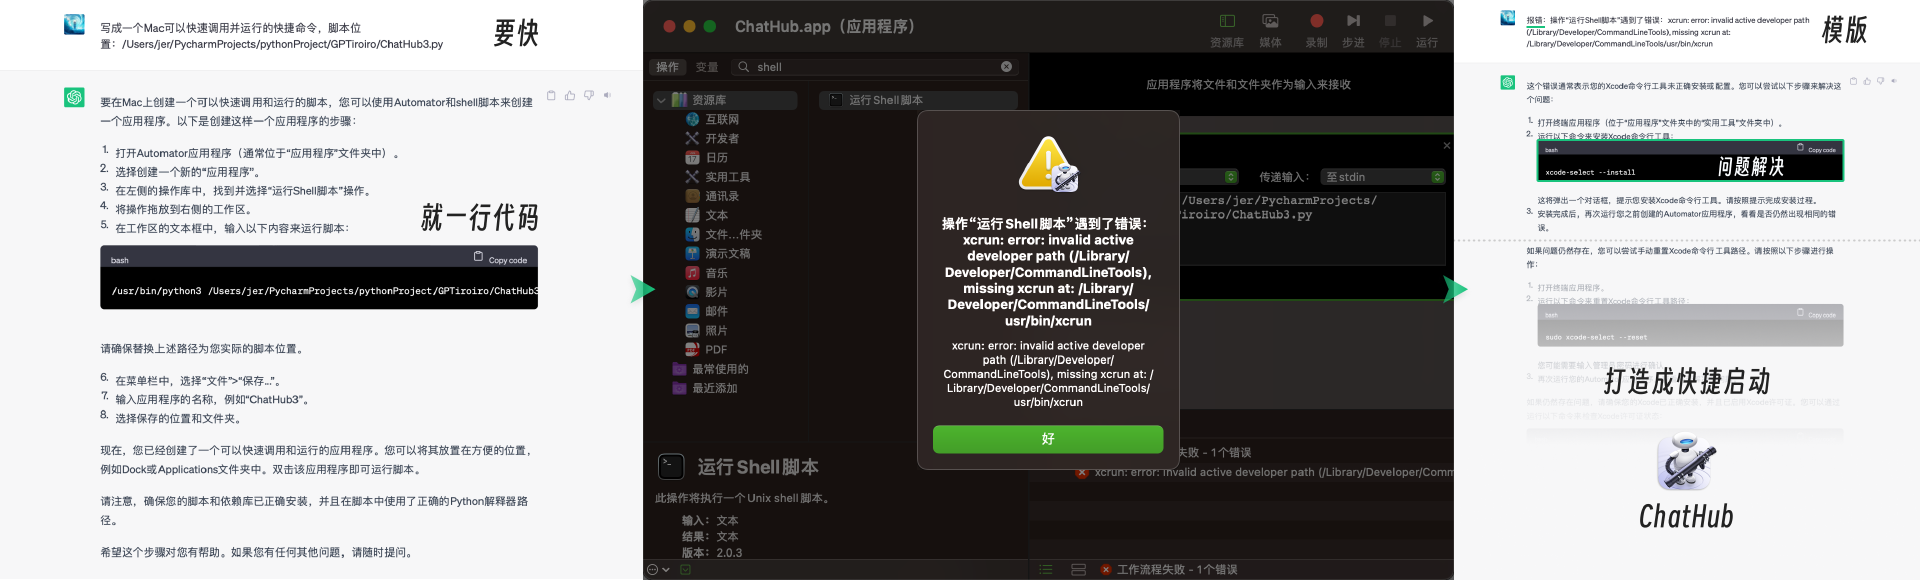 写成一个Mac可以快速调用并运行的快捷命令，脚本位
置：/Users/jer/PycharmProjects/pythonProject/GPTiroiro/ChatHub3.py
要快
要在Mac上创建一个可以快速调用和运行的脚本，您可以使用Automator和shell脚本来创建
一个应用程序。以下是创建这样一个应用程序的步骤：
1. 打开Automator应用程序（通常位于“应用程序”文件夹中）。
2. 选择创建一个新的“应用程序”。
3. 在左侧的操作库中，找到并选择“运行Shell脚本”操作。
4. 将操作拖放到右侧的工作区。
5. 在工作区的文本框中，输入以下内容来运行脚本：
就一行代码
bash
Copy code
/usr/bin/python3 /Users/jer/PycharmProjects/pythonProject/GPTiroiro/ChatHub3
请确保替换上述路径为您实际的脚本位置。
6. 在菜单栏中，选择“文件”>“保存...”。
7. 输入应用程序的名称，例如“ChatHub3”。
8. 选择保存的位置和文件夹。
现在，您已经创建了一个可以快速调用和运行的应用程序。您可以将其放置在方便的位置，
例如Dock或Applications文件夹中。双击该应用程序即可运行脚本。
请注意，确保您的脚本和依赖库已正确安装，并且在脚本中使用了正确的Python解释器路
径。
希望这个步骤对您有帮助。如果您有任何其他问题，请随时提问。
ChatHub.app（应用程序）
资源库 媒体 录制 步进 停止 运行
操作 变量 shell
资源库
互联网
开发者
日历
实用工具
通讯录
文本
文件...件夹
演示文稿
音乐
影片
邮件
照片
PDF
最常使用的
最近添加
运行 Shell 脚本
应用程序将文件和文件夹作为输入来接收
传递输入： 至 stdin
/Users/jer/PycharmProjects/
iroiro/ChatHub3.py
操作“运行 Shell 脚本”遇到了错误：
xcrun: error: invalid active
developer path (/Library/
Developer/CommandLineTools),
missing xcrun at: /Library/
Developer/CommandLineTools/
usr/bin/xcrun
xcrun: error: invalid active developer
path (/Library/Developer/
CommandLineTools), missing xcrun at: /
Library/Developer/CommandLineTools/
usr/bin/xcrun
好
失败 - 1个错误
xcrun: error: invalid active developer path (/Library/Developer/Comm
运行 Shell 脚本
此操作将执行一个 Unix shell 脚本。
输入： 文本
结果： 文本
版本： 2.0.3
工作流程失败 - 1个错误
报错：操作“运行Shell脚本”遇到了错误：xcrun: error: invalid active developer path
(/Library/Developer/CommandLineTools), missing xcrun at:
/Library/Developer/CommandLineTools/usr/bin/xcrun
模版
这个错误通常表示您的Xcode命令行工具未正确安装或配置。您可以尝试以下步骤来解决这
个问题：
1. 打开终端应用程序（位于“应用程序”文件夹中的“实用工具”文件夹中）。
2. 运行以下命令来安装Xcode命令行工具：
bash
Copy code
xcode-select --install
问题解决
这将弹出一个对话框，提示您安装Xcode命令行工具。请按照提示完成安装过程。
3. 安装完成后，再次运行您之前创建的Automator应用程序，看看是否仍然出现相同的错
误。
如果问题仍然存在，您可以尝试手动重置Xcode命令行工具路径。请按照以下步骤进行操
作：
1. 打开终端应用程序。
2. 运行以下命令来重置Xcode命令行工具路径：
bash
Copy code
sudo xcode-select --reset
打造成快捷启动
ChatHub